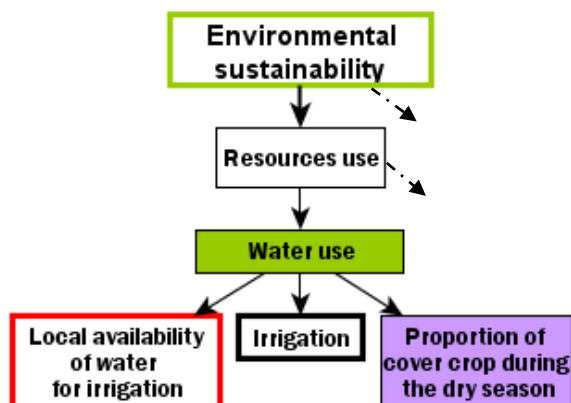 Environmental
sustainability
Resources use
Water use
Local availability
of water
for irrigation
Irrigation
Proportion of
cover crop during
the dry season